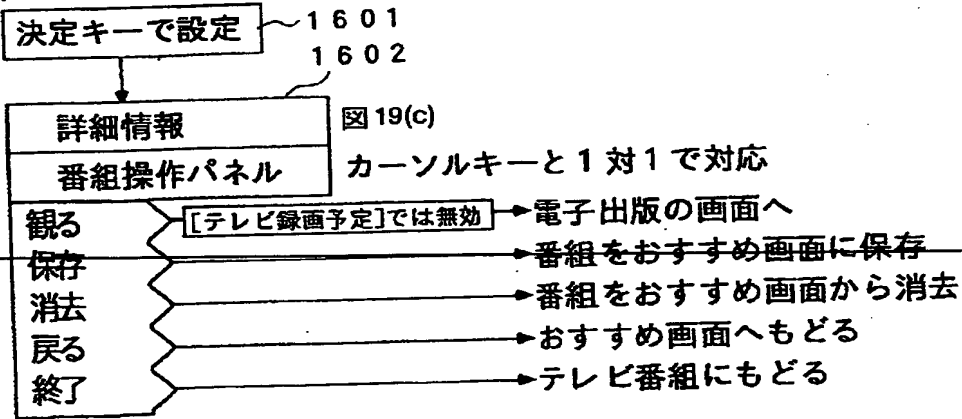 決定キーで設定
1601
1602
詳細情報
図19(c)
番組操作パネル
カーソルキーと1対1で対応
観る
[テレビ録画予定]では無効
電子出版の画面へ
保存
番組をおすすめ画面に保存
消去
番組をおすすめ画面から消去
戻る
おすすめ画面へもどる
終了
テレビ番組にもどる